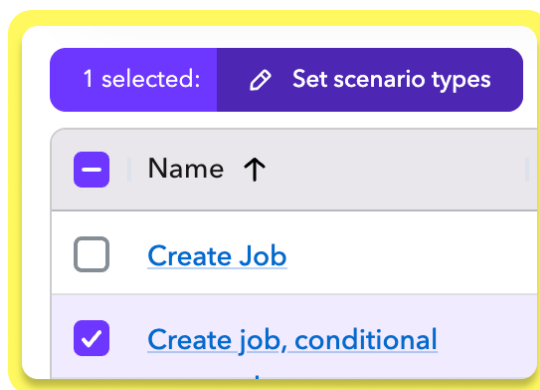 1 selected: Set scenario types
Name
Create Job
Create job, conditional